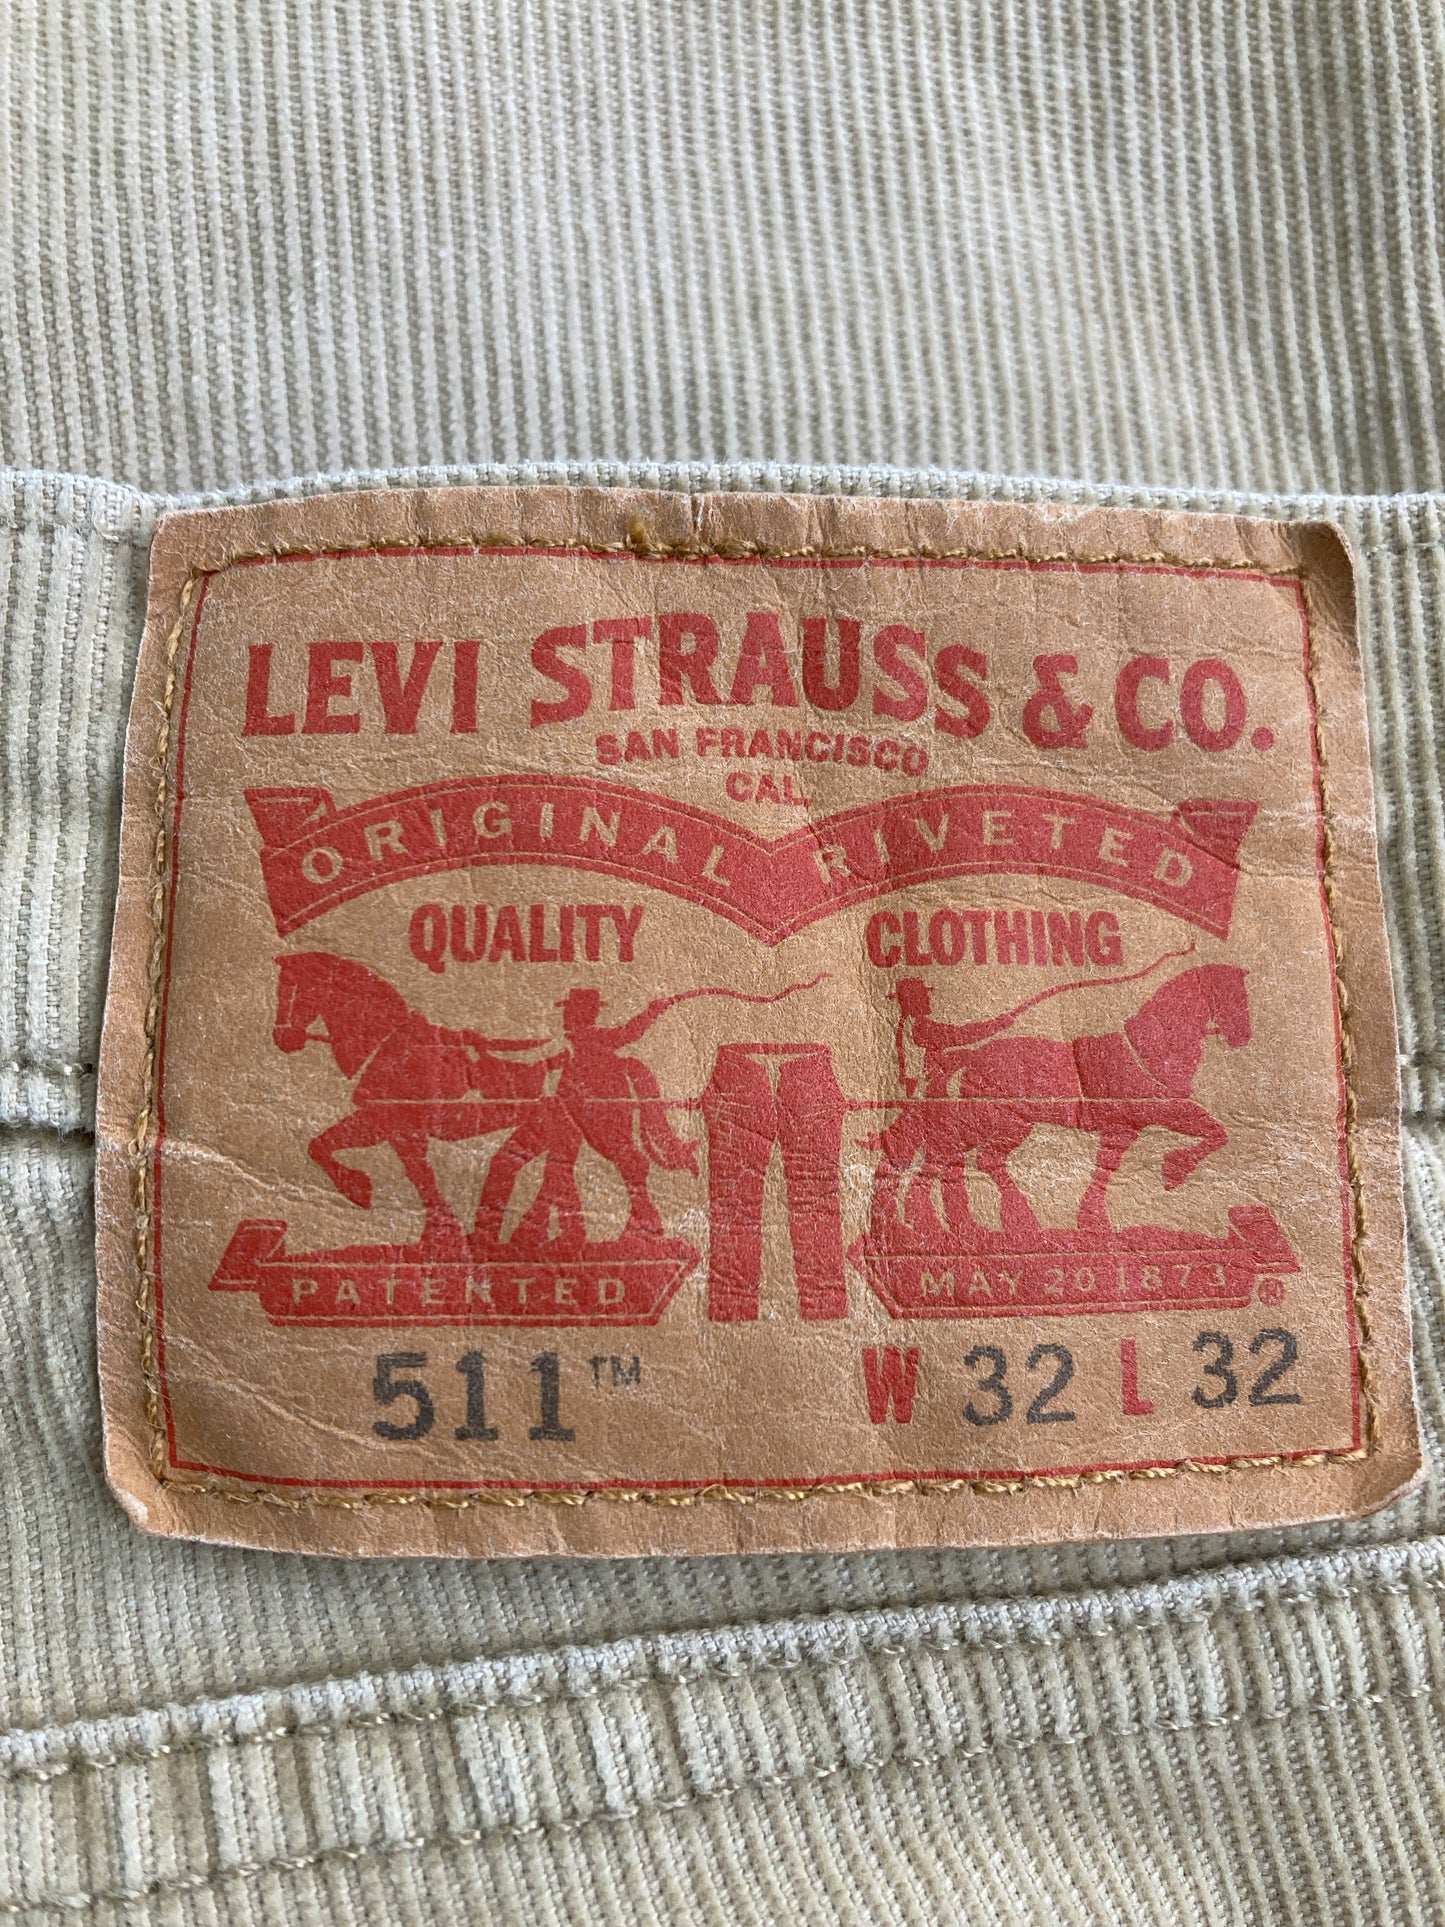 LEVI STRAUSS & CO.
SAN FRANCISCO
CAL.
ORIGINAL RIVETED
QUALITY CLOTHING
PATENTED MAY 20 1873 ®
511™ W 32 L 32